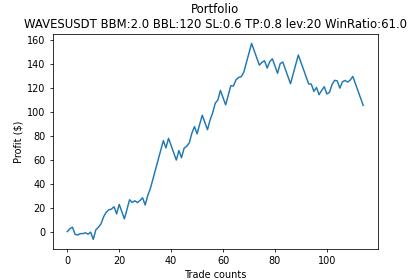 Portfolio
WAVESUSDT BBM:2.0 BBL:120 SL:0.6 TP:0.8 lev:20 WinRatio:61.0
160
140
120
100
80
60
40
20
0
Profit ($)
0 20 40 60 80 100
Trade counts